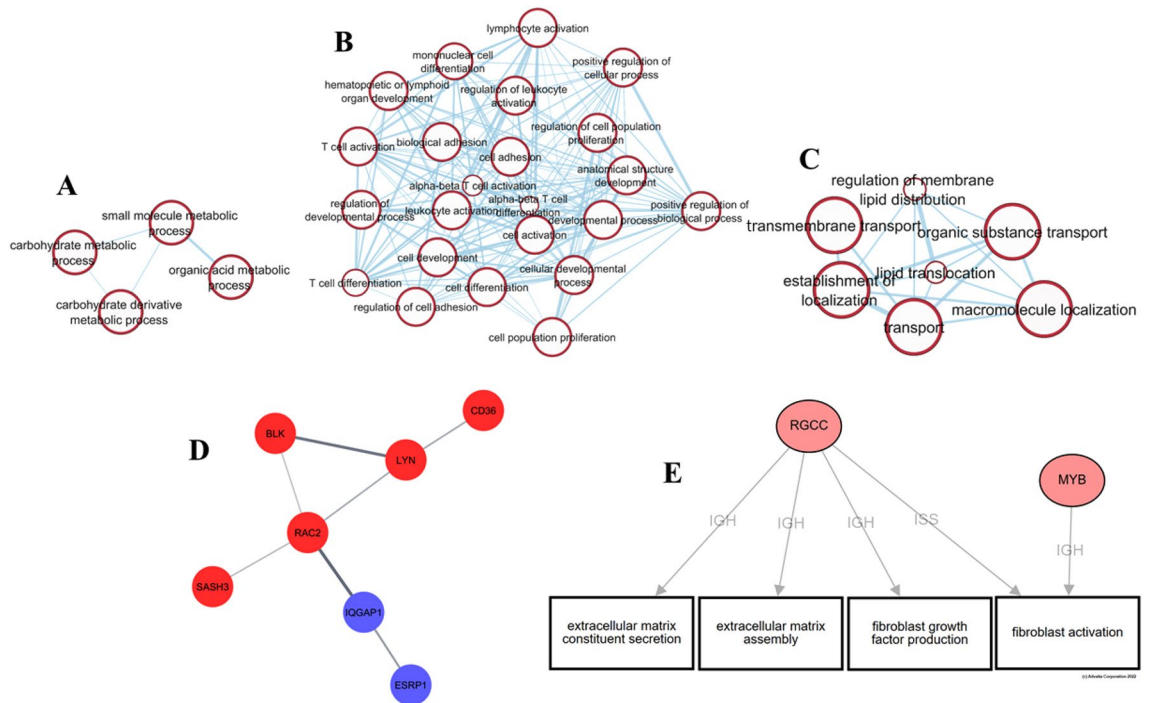 A
small molecule metabolic
process
carbohydrate metabolic
process
organic acid metabolic
process
carbohydrate derivative
metabolic process
B
lymphocyte activation
mononuclear cell
differentiation
positive regulation of
cellular process
hematopoietic or lymphoid
organ development
regulation of leukocyte
activation
regulation of cell population
proliferation
T cell activation
biological adhesion
cell adhesion
anatomical structure
development
alpha-beta T cell activation
alpha-beta T cell
differentiation
regulation of
developmental process
leukocyte activation
developmental process
positive regulation of
biological process
cell activation
cell development
cellular developmental
process
T cell differentiation
cell differentiation
regulation of cell adhesion
cell population proliferation
C
regulation of membrane
lipid distribution
transmembrane transport
organic substance transport
lipid translocation
establishment of
localization
macromolecule localization
transport
D
BLK
CD36
LYN
RAC2
SASH3
IQGAP1
ESRP1
E
RGCC
MYB
IGH
IGH
IGH
ISS
IGH
extracellular matrix
constituent secretion
extracellular matrix
assembly
fibroblast growth
factor production
fibroblast activation
(c) Advaita Corporation 2022